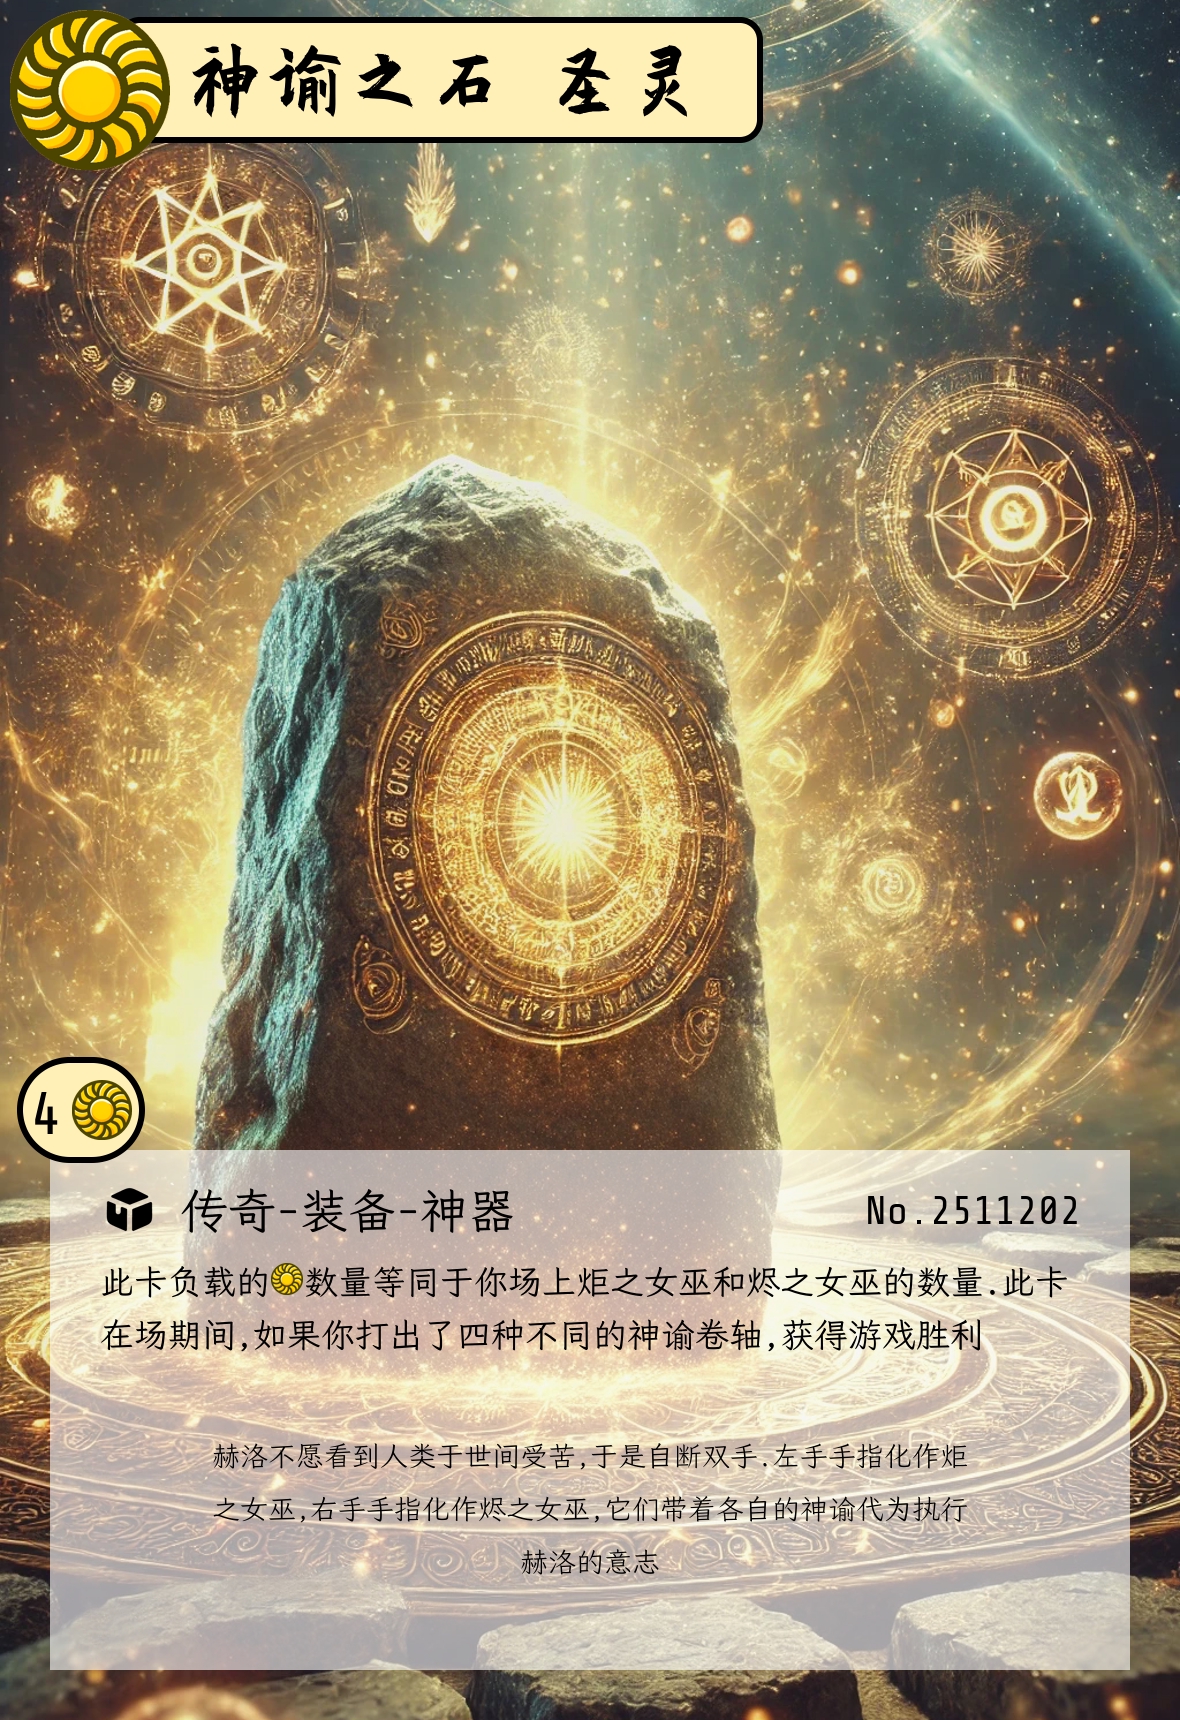 神谕之石 圣灵
4
传奇-装备-神器
No.2511202
此卡负载的数量等同于你场上炬之女巫和烬之女巫的数量.此卡
在场期间,如果你打出了四种不同的神谕卷轴,获得游戏胜利
赫洛不愿看到人类于世间受苦,于是自断双手.左手手指化作炬
之女巫,右手手指化作烬之女巫,它们带着各自的神谕代为执行
赫洛的意志